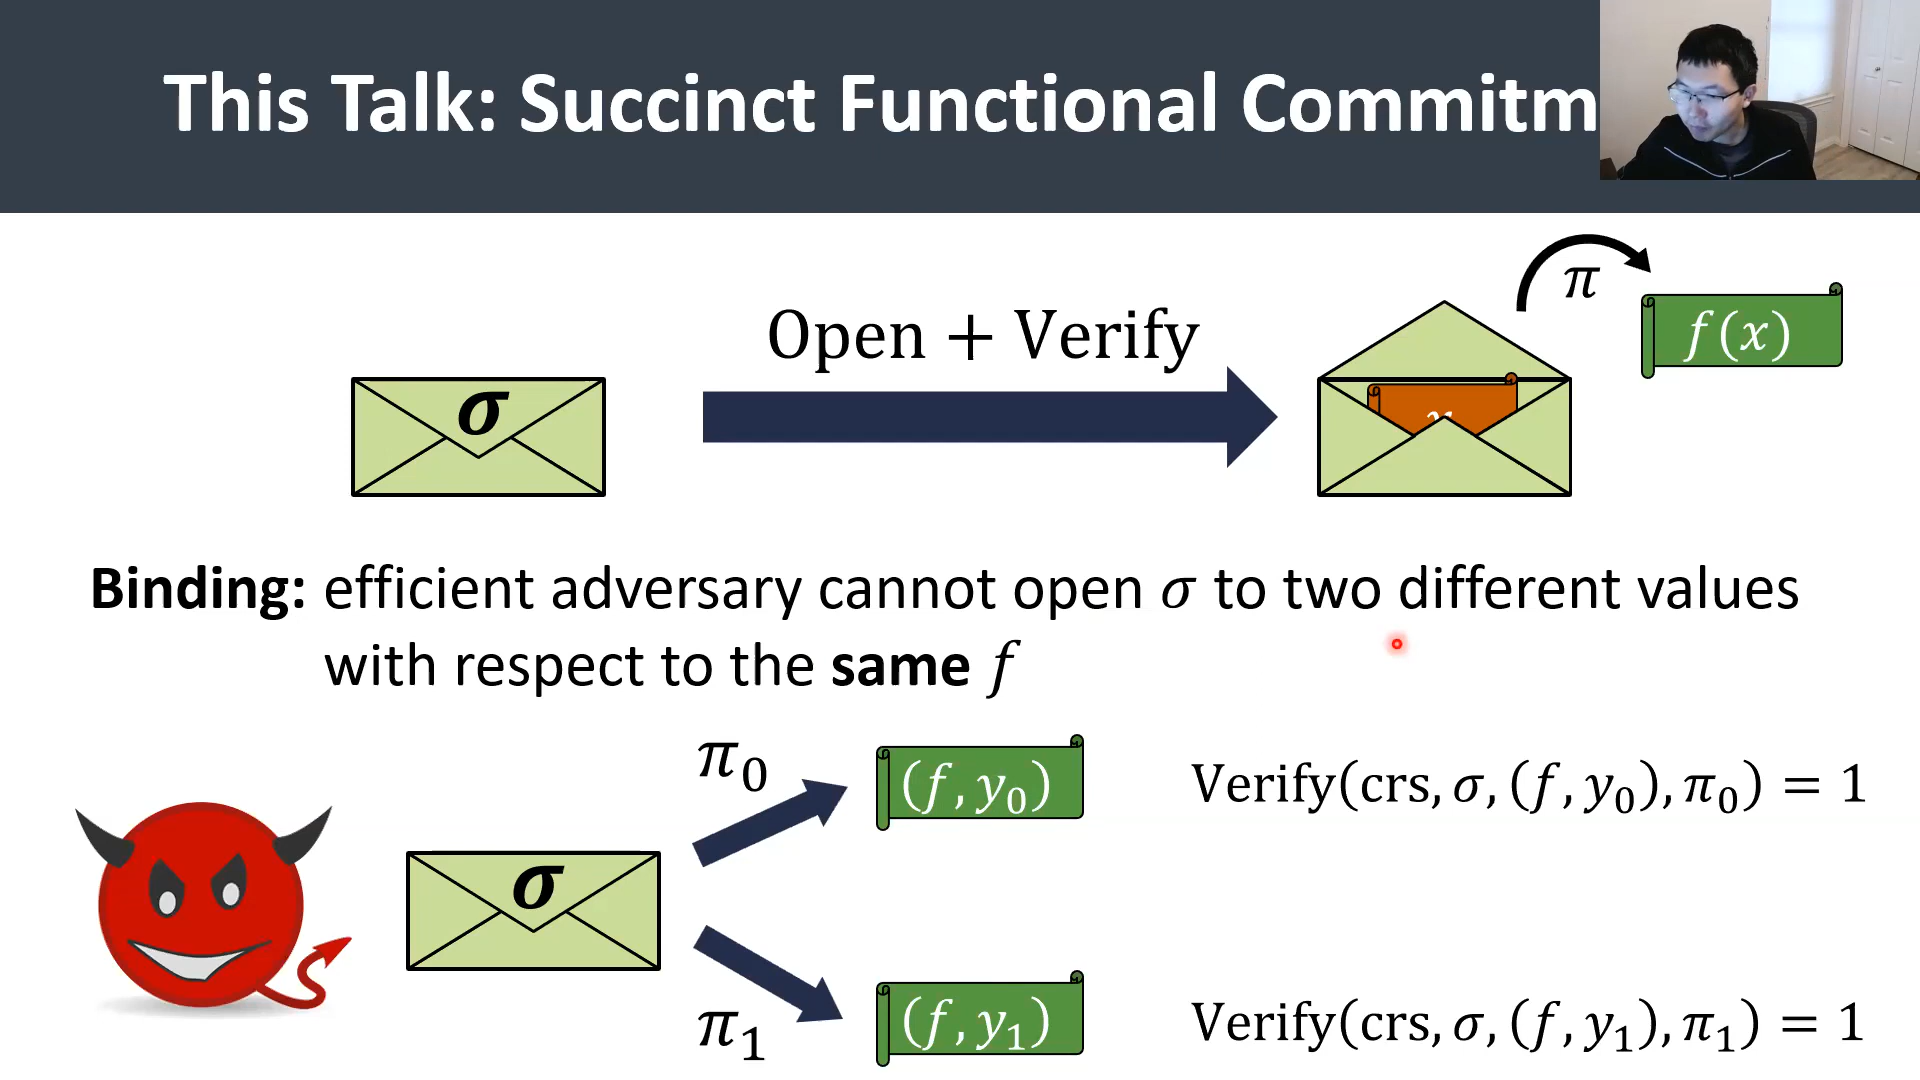 This Talk: Succinct Functional Commitm
π
f(x)
Open + Verify
σ
Binding: efficient adversary cannot open σ to two different values
with respect to the same f
π₀
(f, y₀)
Verify(crs, σ, (f, y₀), π₀) = 1
σ
(f, y₁)
π₁
Verify(crs, σ, (f, y₁), π₁) = 1